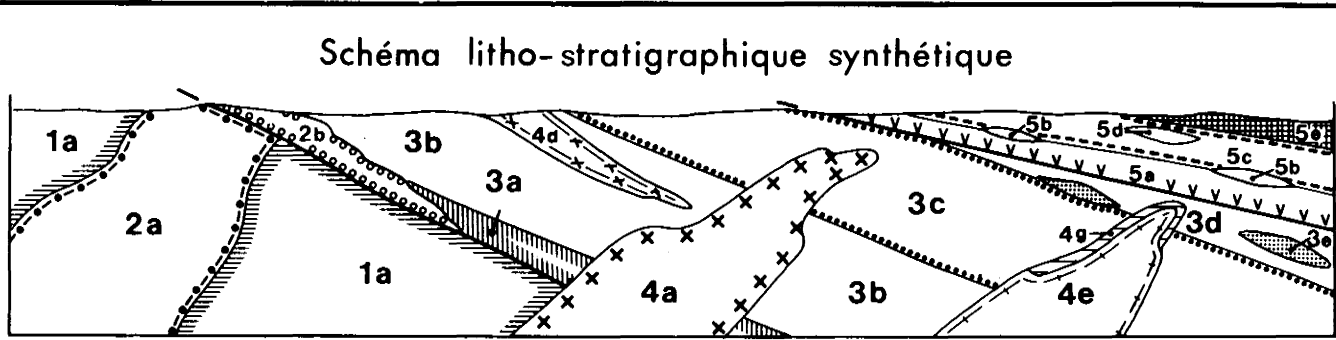 Schéma litho-stratigraphique synthétique
1a
2b
3b
4d
5b
5d
5e
5c
5b
5a
3a
2a
3c
4g
3d
3e
1a
4a
3b
4e